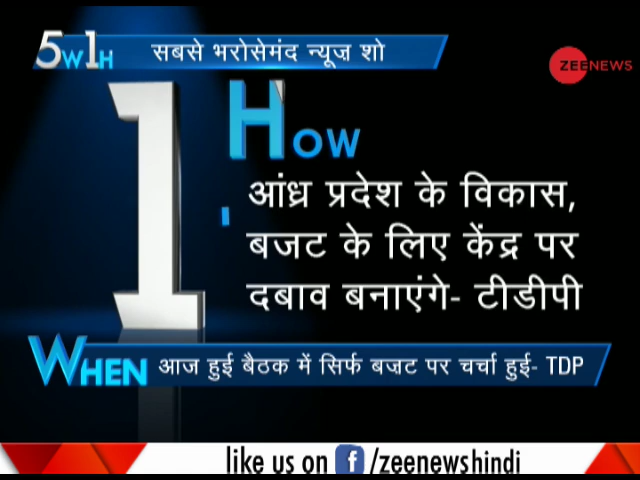 5W1H सबसे भरोसेमंद न्यूज़ शो
ZEENEWS
1
HOW
आंध्र प्रदेश के विकास,
बजट के लिए केंद्र पर
दबाव बनाएंगे- टीडीपी
WHEN आज हुई बैठक में सिर्फ बजट पर चर्चा हुई- TDP
like us on f/zeenewshindi